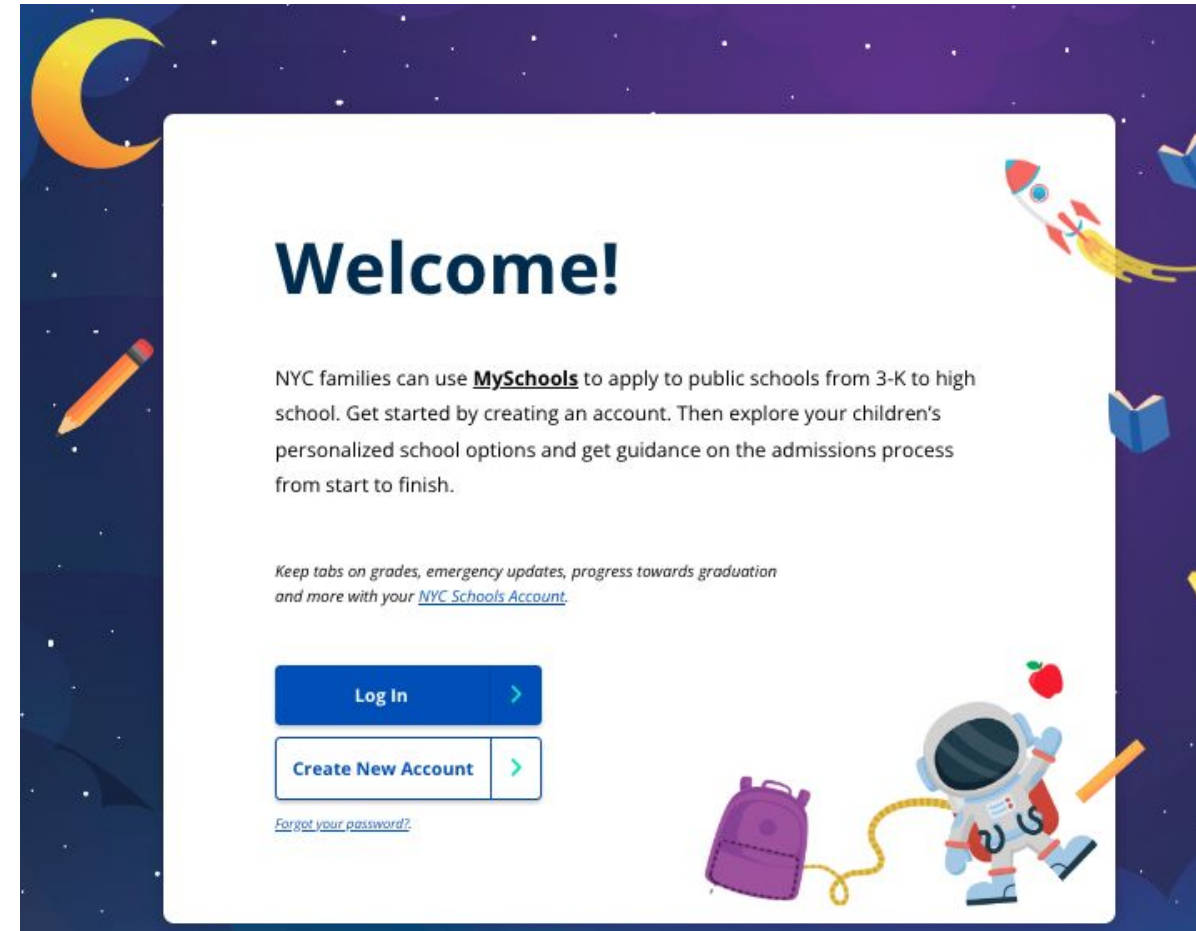 Welcome!
NYC families can use MySchools to apply to public schools from 3-K to high
school. Get started by creating an account. Then explore your children’s
personalized school options and get guidance on the admissions process
from start to finish.
Keep tabs on grades, emergency updates, progress towards graduation
and more with your NYC Schools Account.
Log In
Create New Account
Forgot your password?.